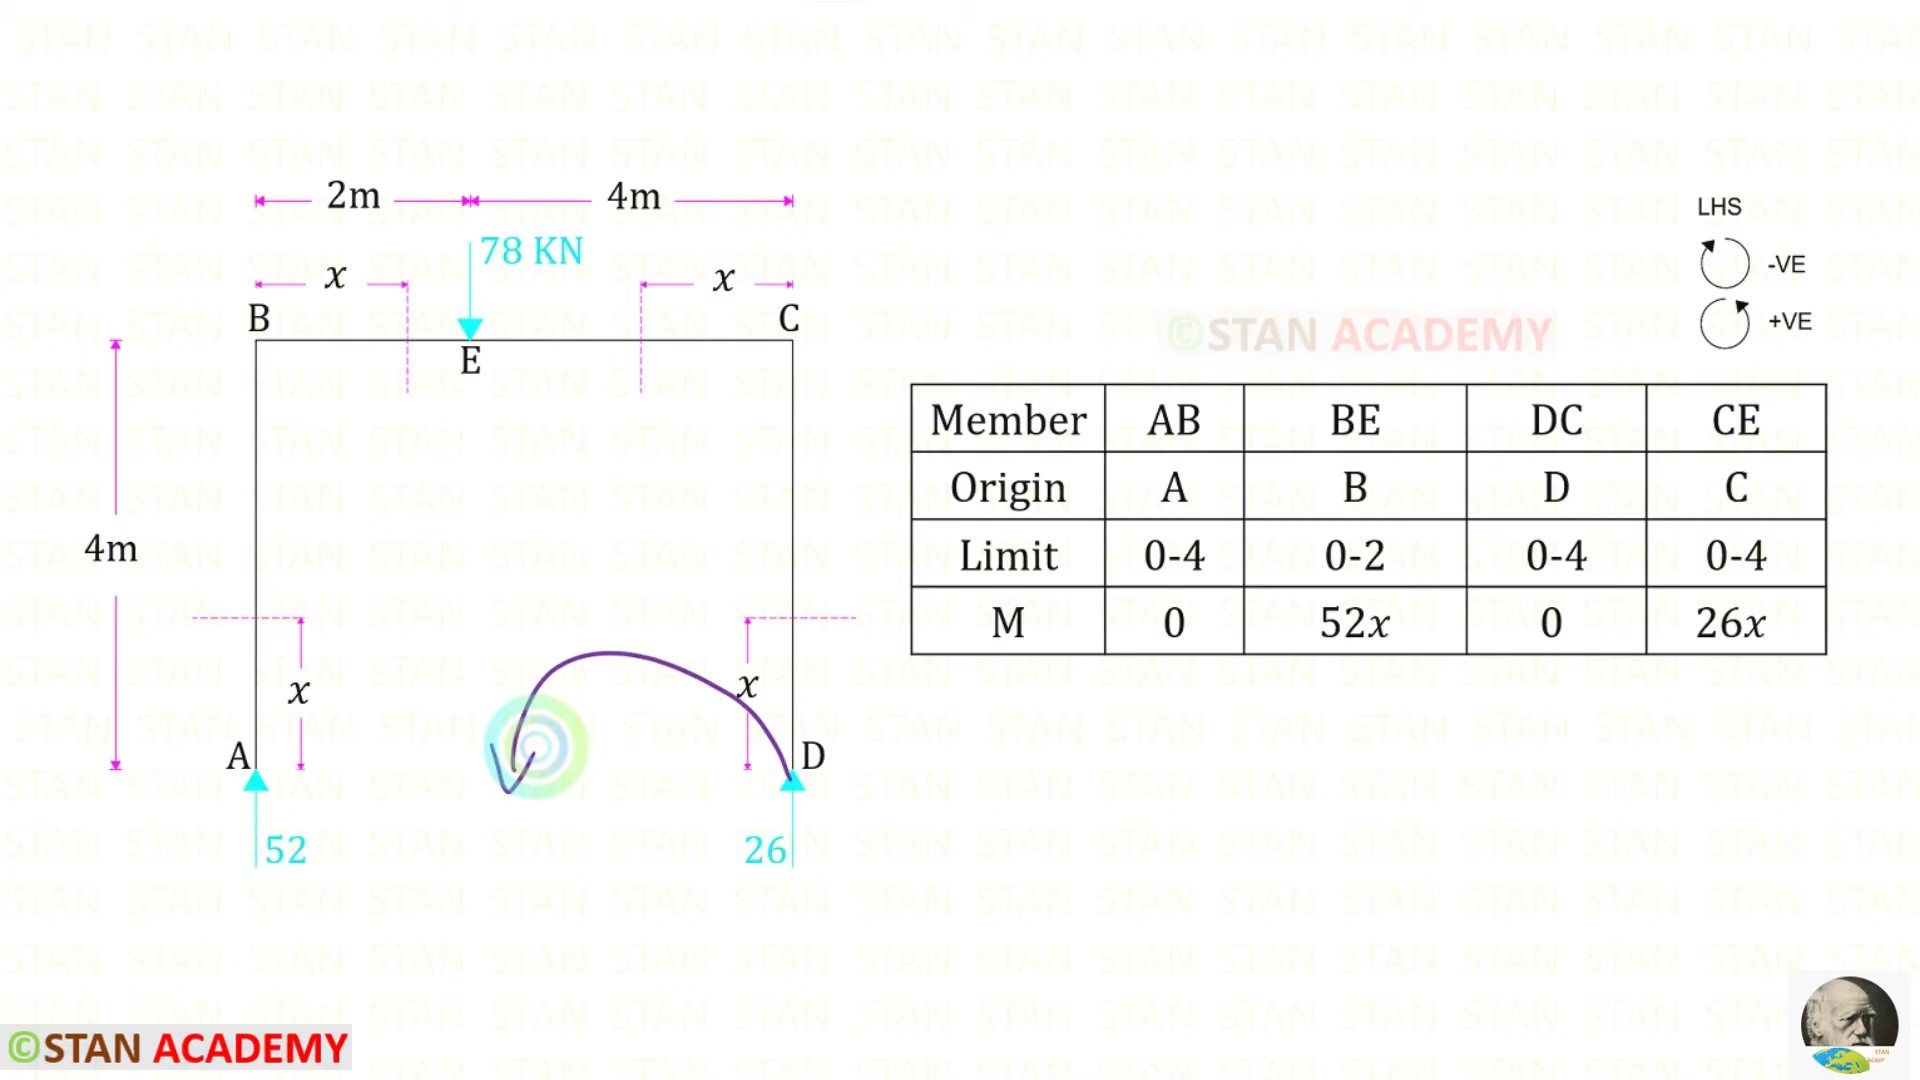 2m
4m
LHS
78 KN
x
x
-VE
B
C
+VE
E
©STAN ACADEMY
Member AB BE DC CE
Origin A B D C
4m
Limit 0-4 0-2 0-4 0-4
M 0 52x 0 26x
x
x
A
D
52
26
©STAN ACADEMY